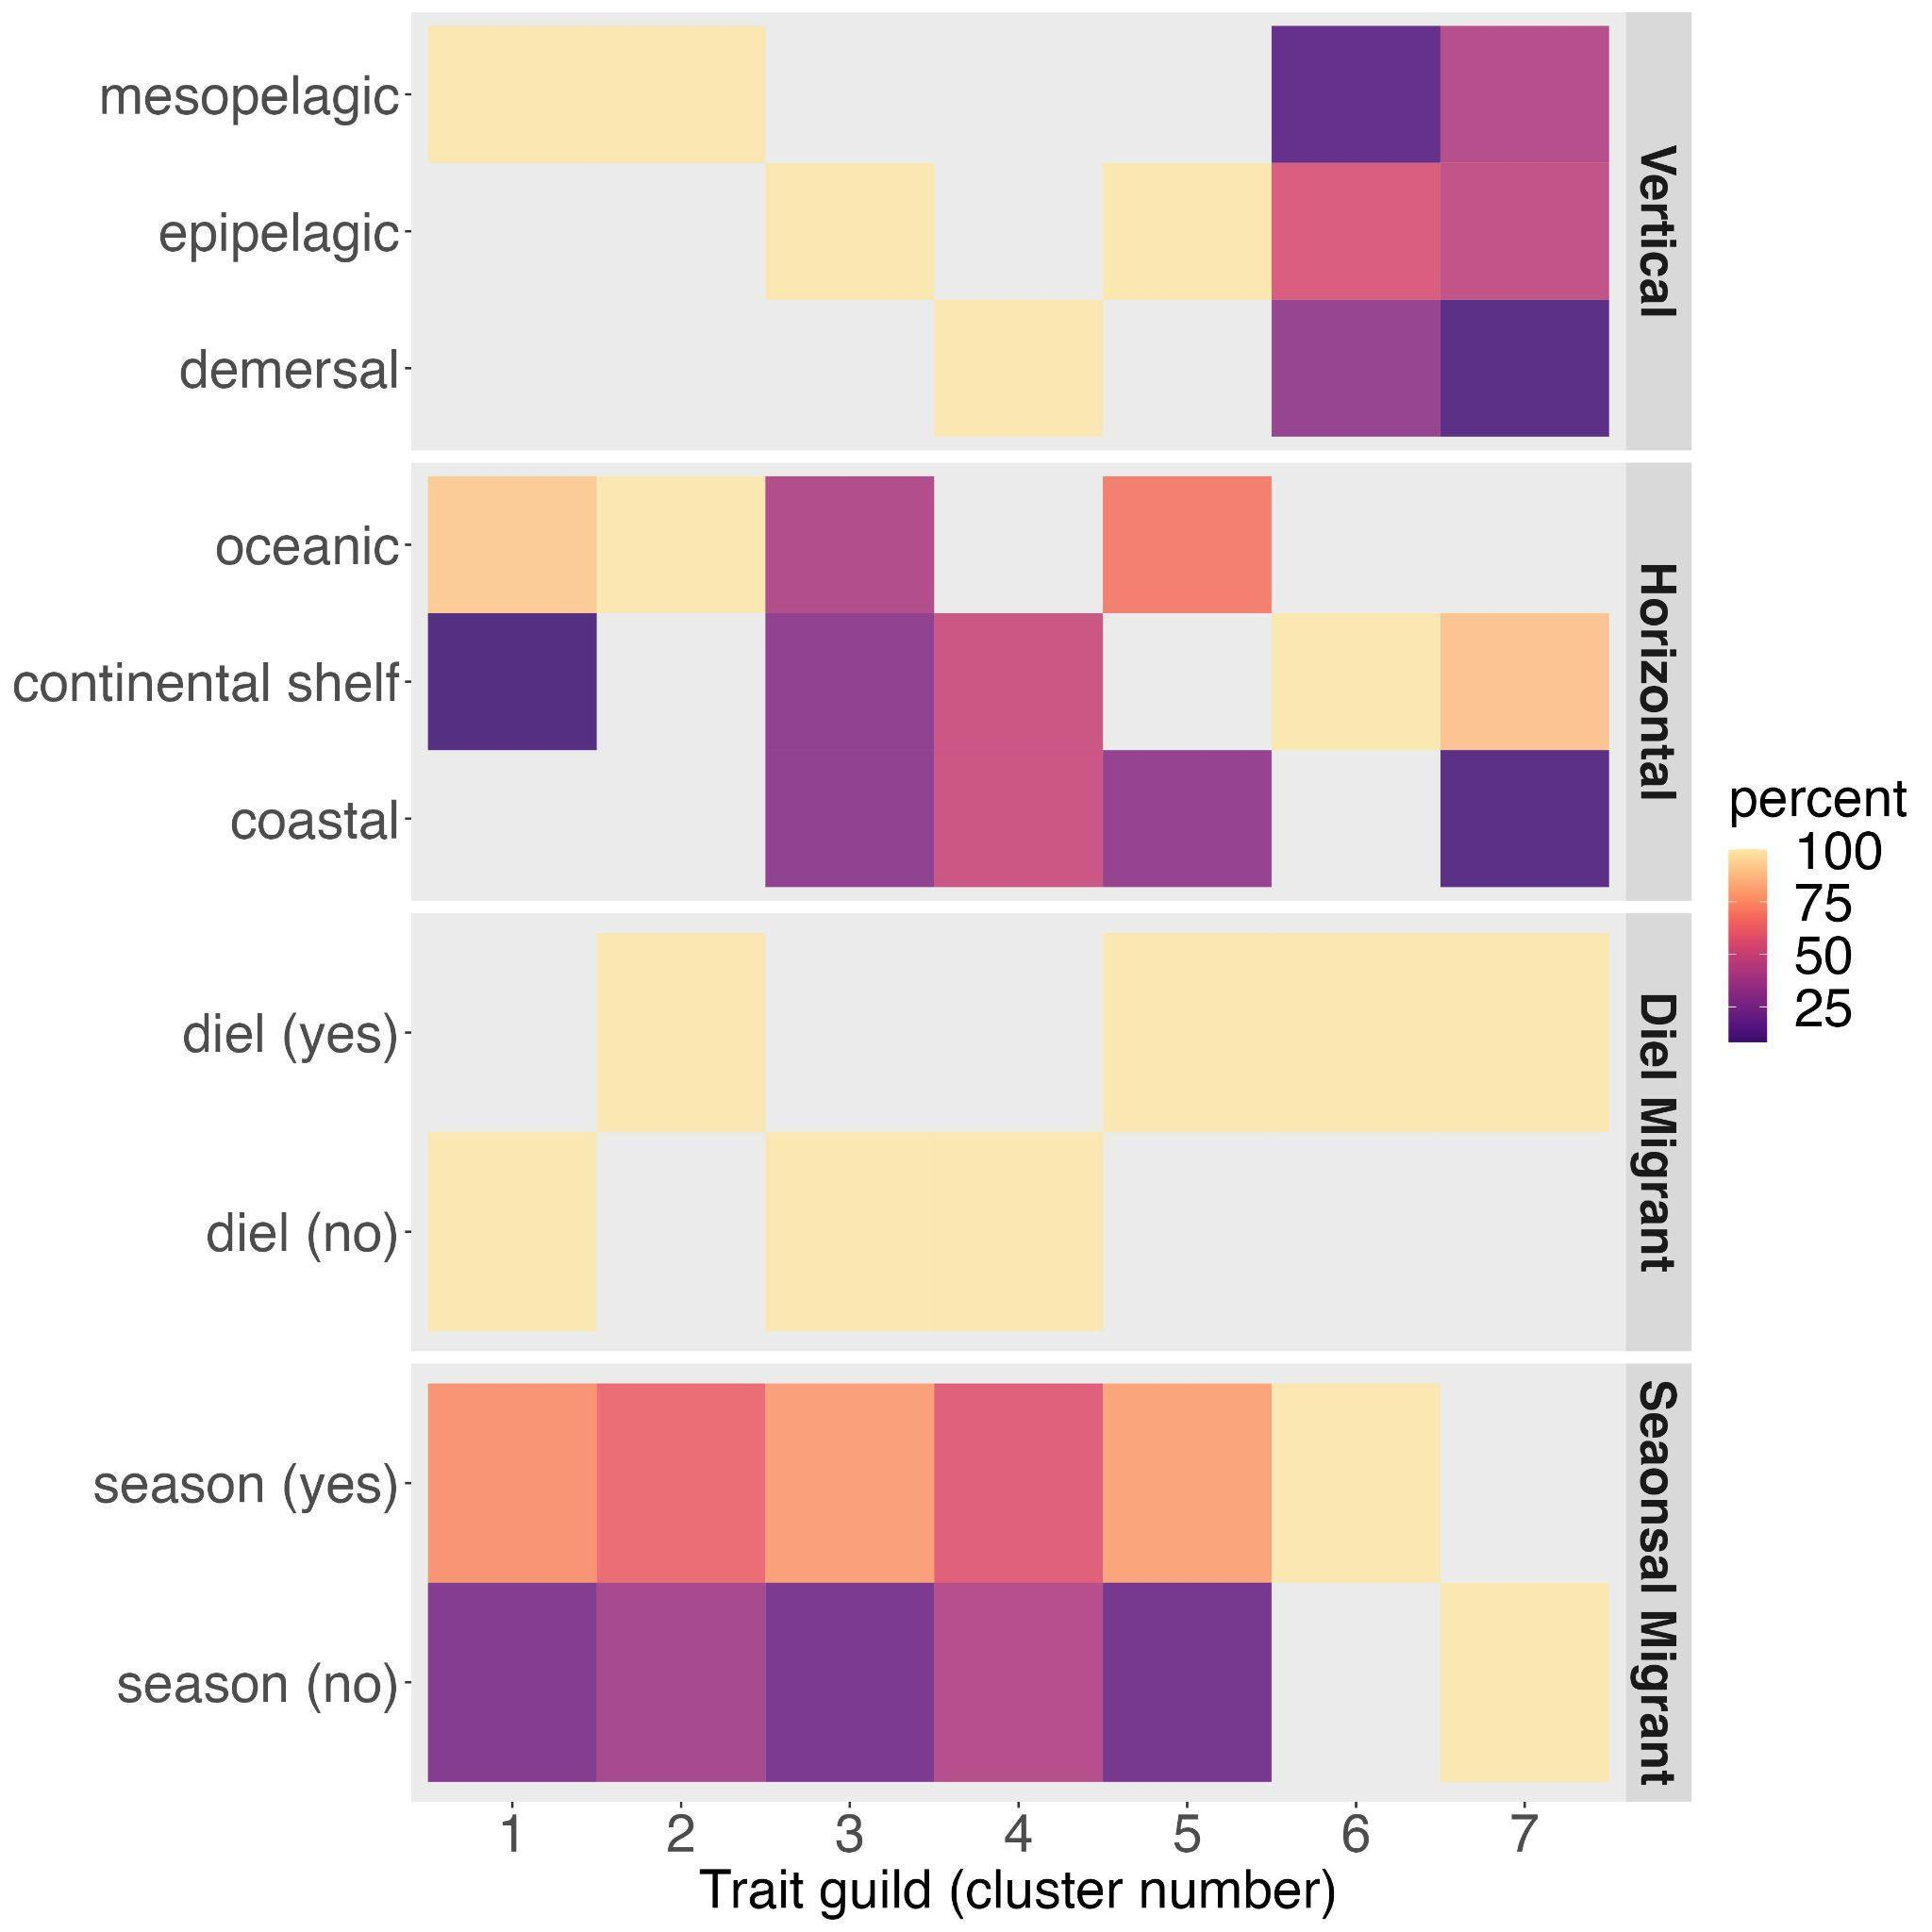 mesopelagic
epipelagic
demersal
Vertical
oceanic
continental shelf
coastal
Horizontal
diel (yes)
diel (no)
Diel Migrant
season (yes)
season (no)
Seaonsal Migrant
1 2 3 4 5 6 7
Trait guild (cluster number)
percent
100
75
50
25